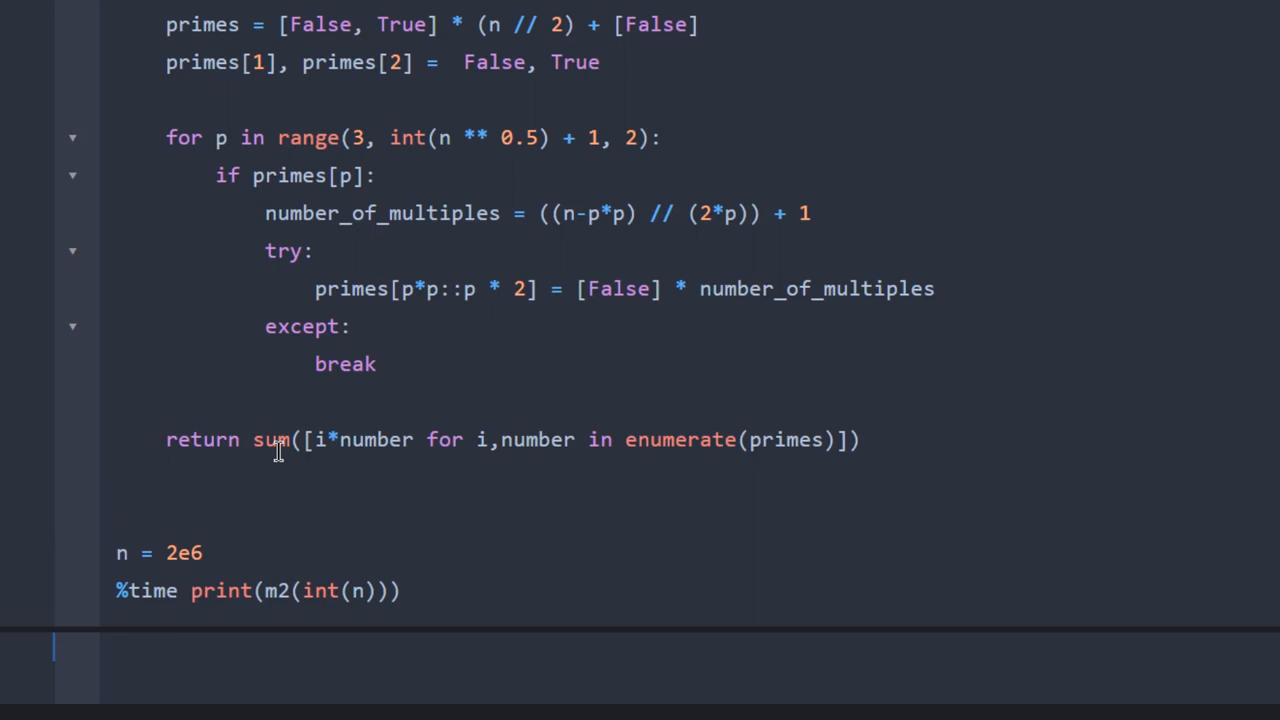 primes = [False, True] * (n // 2) + [False]
primes[1], primes[2] =  False, True
for p in range(3, int(n ** 0.5) + 1, 2):
if primes[p]:
number_of_multiples = ((n-p*p) // (2*p)) + 1
try:
primes[p*p::p * 2] = [False] * number_of_multiples
except:
break
return sum([i*number for i,number in enumerate(primes)])
n = 2e6
%time print(m2(int(n)))